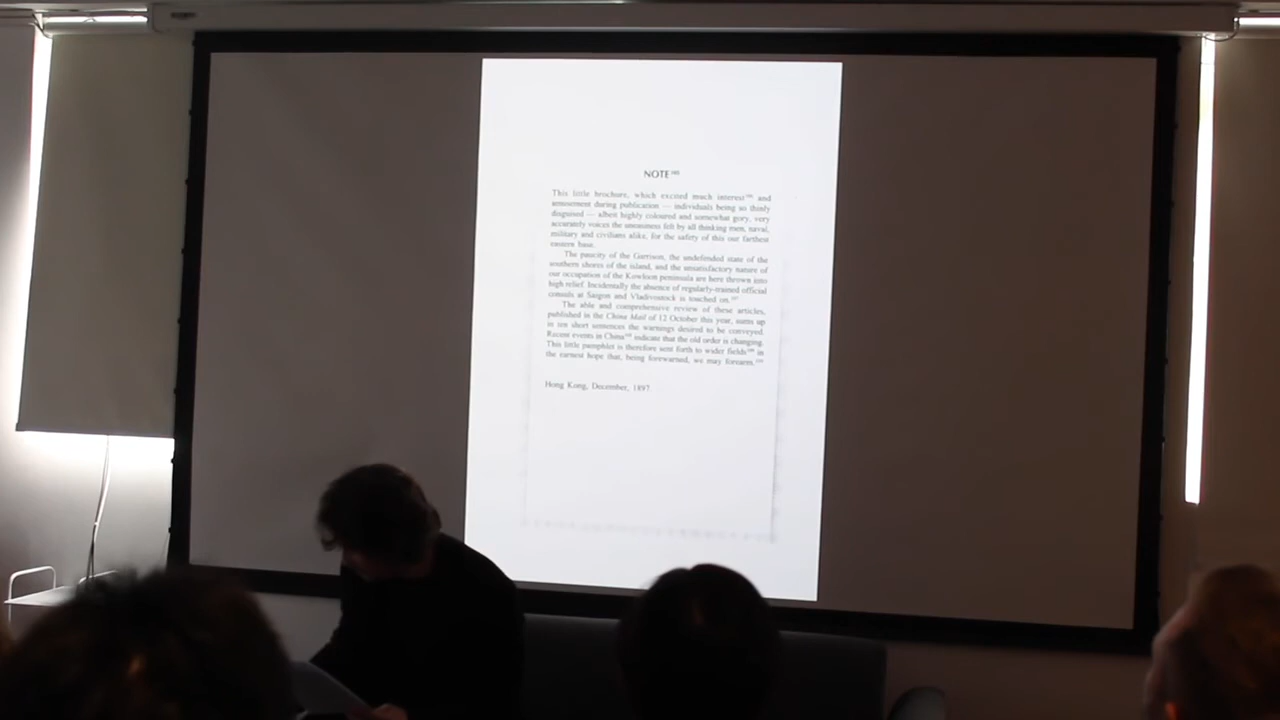 NOTE
This little brochure, which excited much interest and
amusement during publication — individuals being so thinly
disguised — albeit highly coloured and somewhat gory, very
accurately voices the uneasiness felt by all thinking men, naval,
military and civilians alike, for the safety of this our farthest
eastern base.
The paucity of the Garrison, the undefended state of the
southern shores of the island, and the unsatisfactory nature of
our occupation of the Kowloon peninsula are here thrown into
high relief. Incidentally the absence of regularly-trained official
consuls at Saigon and Vladivostock is touched on.
The able and comprehensive review of these articles,
published in the China Mail of 12 October this year, sums up
in ten short sentences the warnings desired to be conveyed.
Recent events in China indicate that the old order is changing.
This little pamphlet is therefore sent forth to wider fields in
the earnest hope that, being forewarned, we may forearm.
Hong Kong, December, 1897